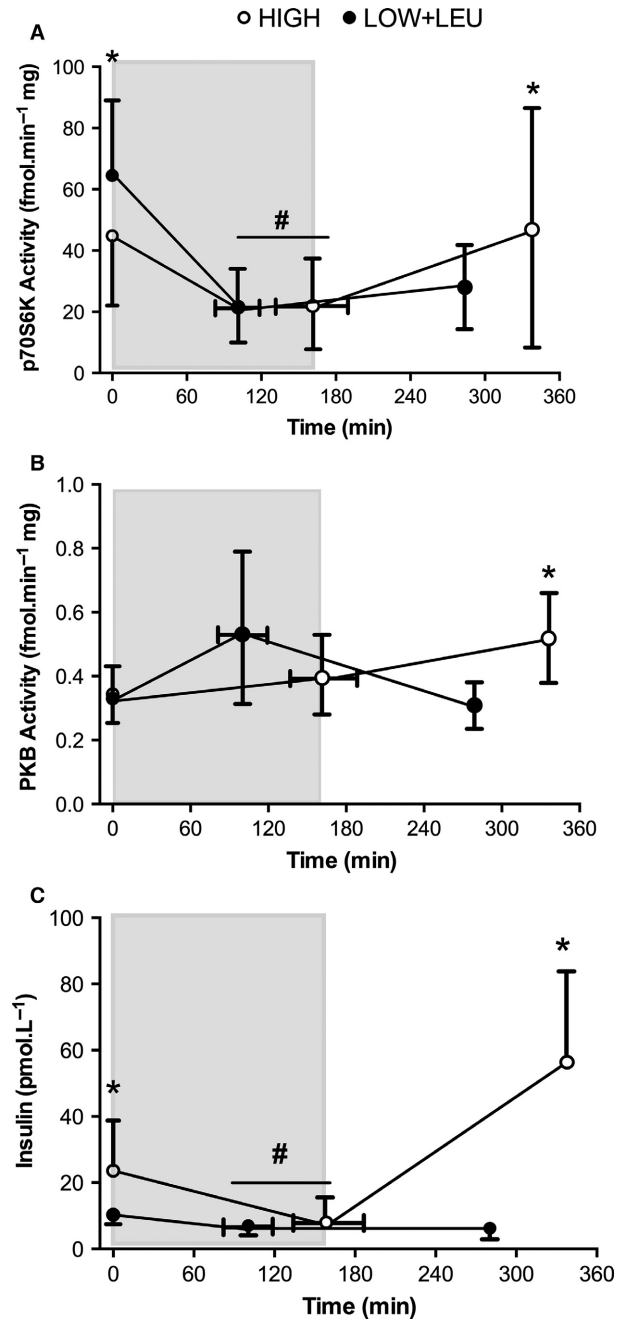 HIGH LOW+LEU
A
*
*
#
100
80
60
40
20
0
p70S6K Activity (fmol.min⁻¹ mg)
0 60 120 180 240 300 360
Time (min)
B
*
1.0
0.8
0.6
0.4
0.2
0.0
PKB Activity (fmol.min⁻¹ mg)
0 60 120 180 240 300 360
Time (min)
C
*
*
#
100
80
60
40
20
0
Insulin (pmol.L⁻¹)
0 60 120 180 240 300 360
Time (min)